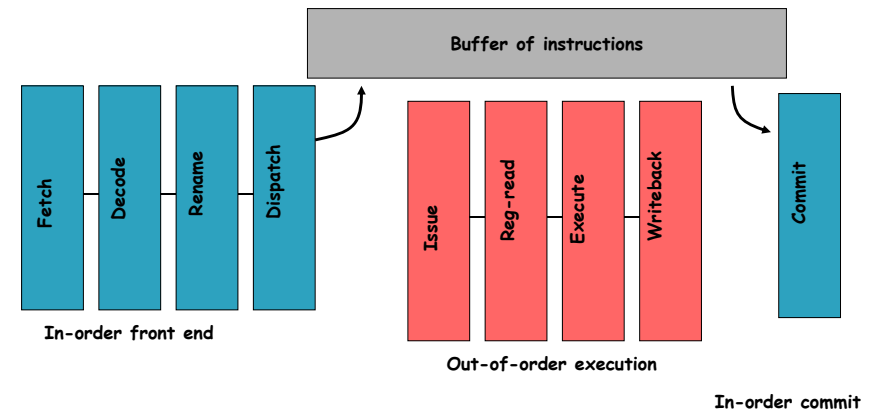 Buffer of instructions
Fetch
Decode
Rename
Dispatch
Issue
Reg-read
Execute
Writeback
Commit
In-order front end
Out-of-order execution
In-order commit